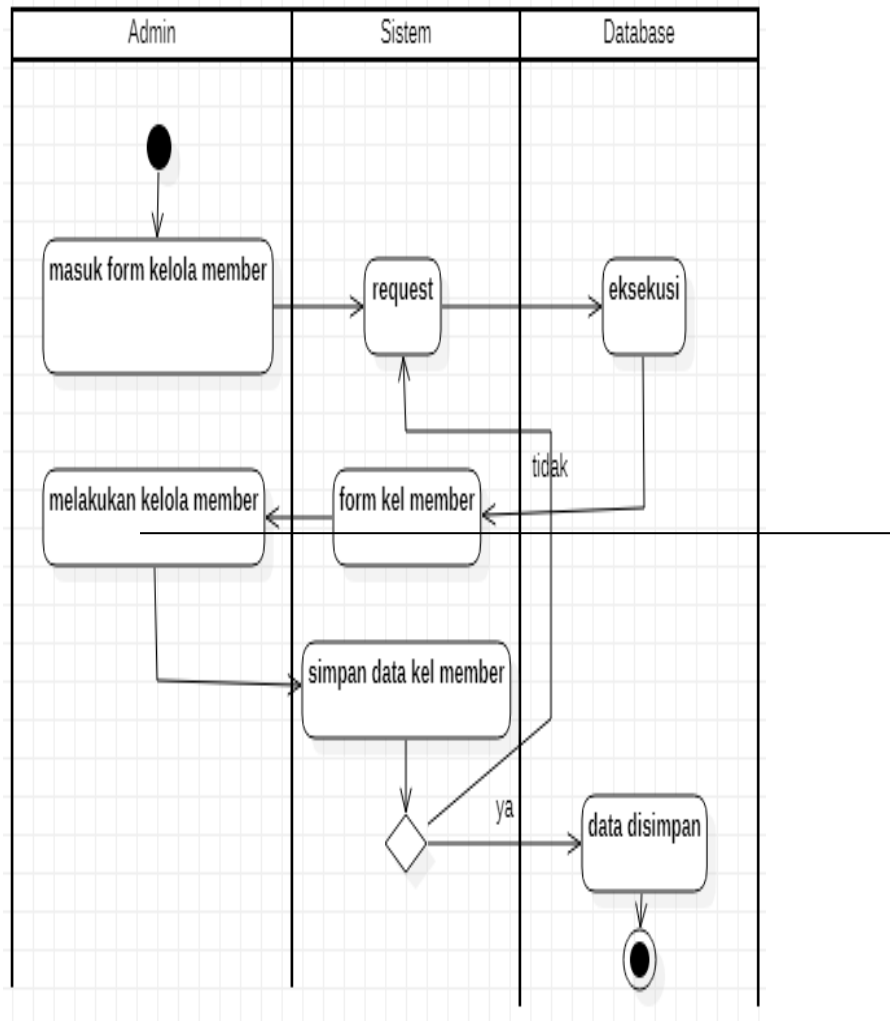 Admin
Sistem
Database
masuk form kelola member
request
eksekusi
tidak
melakukan kelola member
form kel member
simpan data kel member
ya
data disimpan